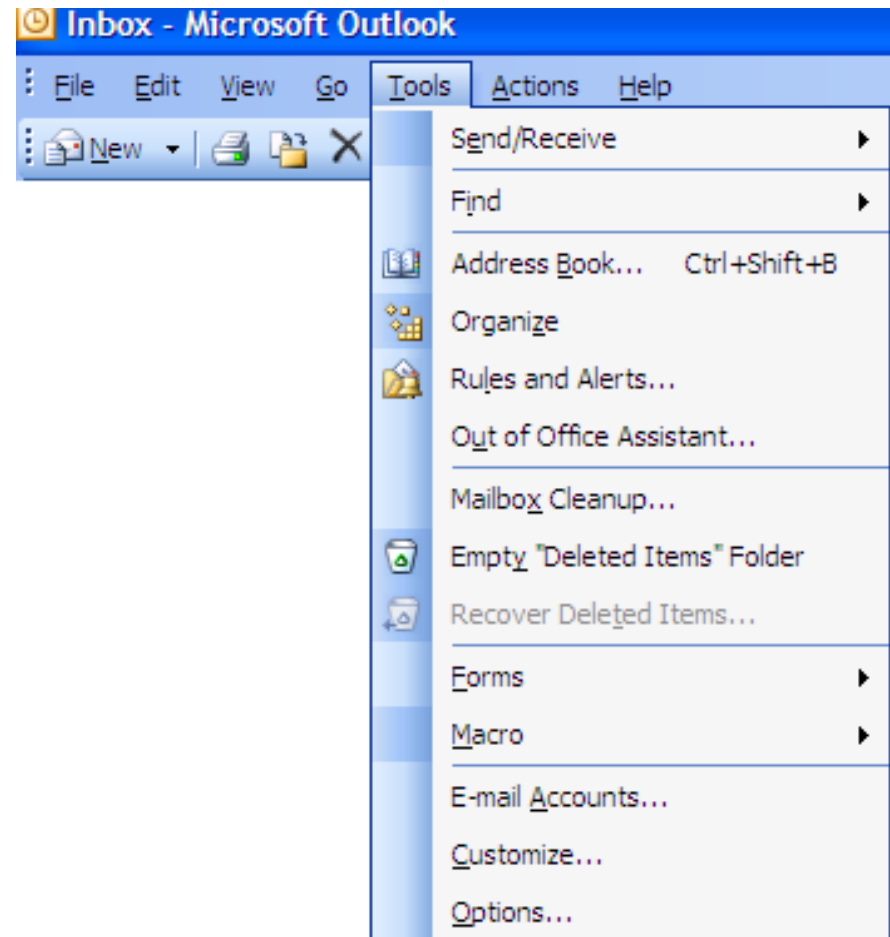 Inbox - Microsoft Outlook
File Edit View Go Tools Actions Help
New
Send/Receive
Find
Address Book... Ctrl+Shift+B
Organize
Rules and Alerts...
Out of Office Assistant...
Mailbox Cleanup...
Empty "Deleted Items" Folder
Recover Deleted Items...
Forms
Macro
E-mail Accounts...
Customize...
Options...